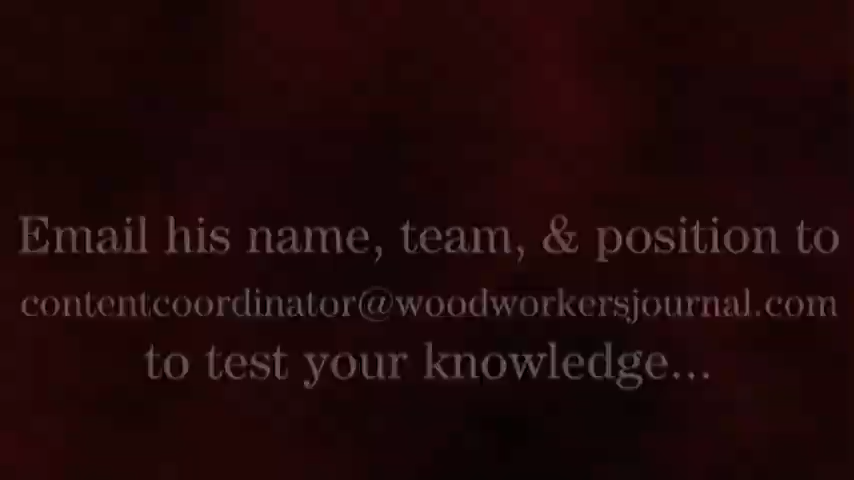 Email his name, team, & position to
contentcoordinator@woodworkersjournal.com
to test your knowledge...